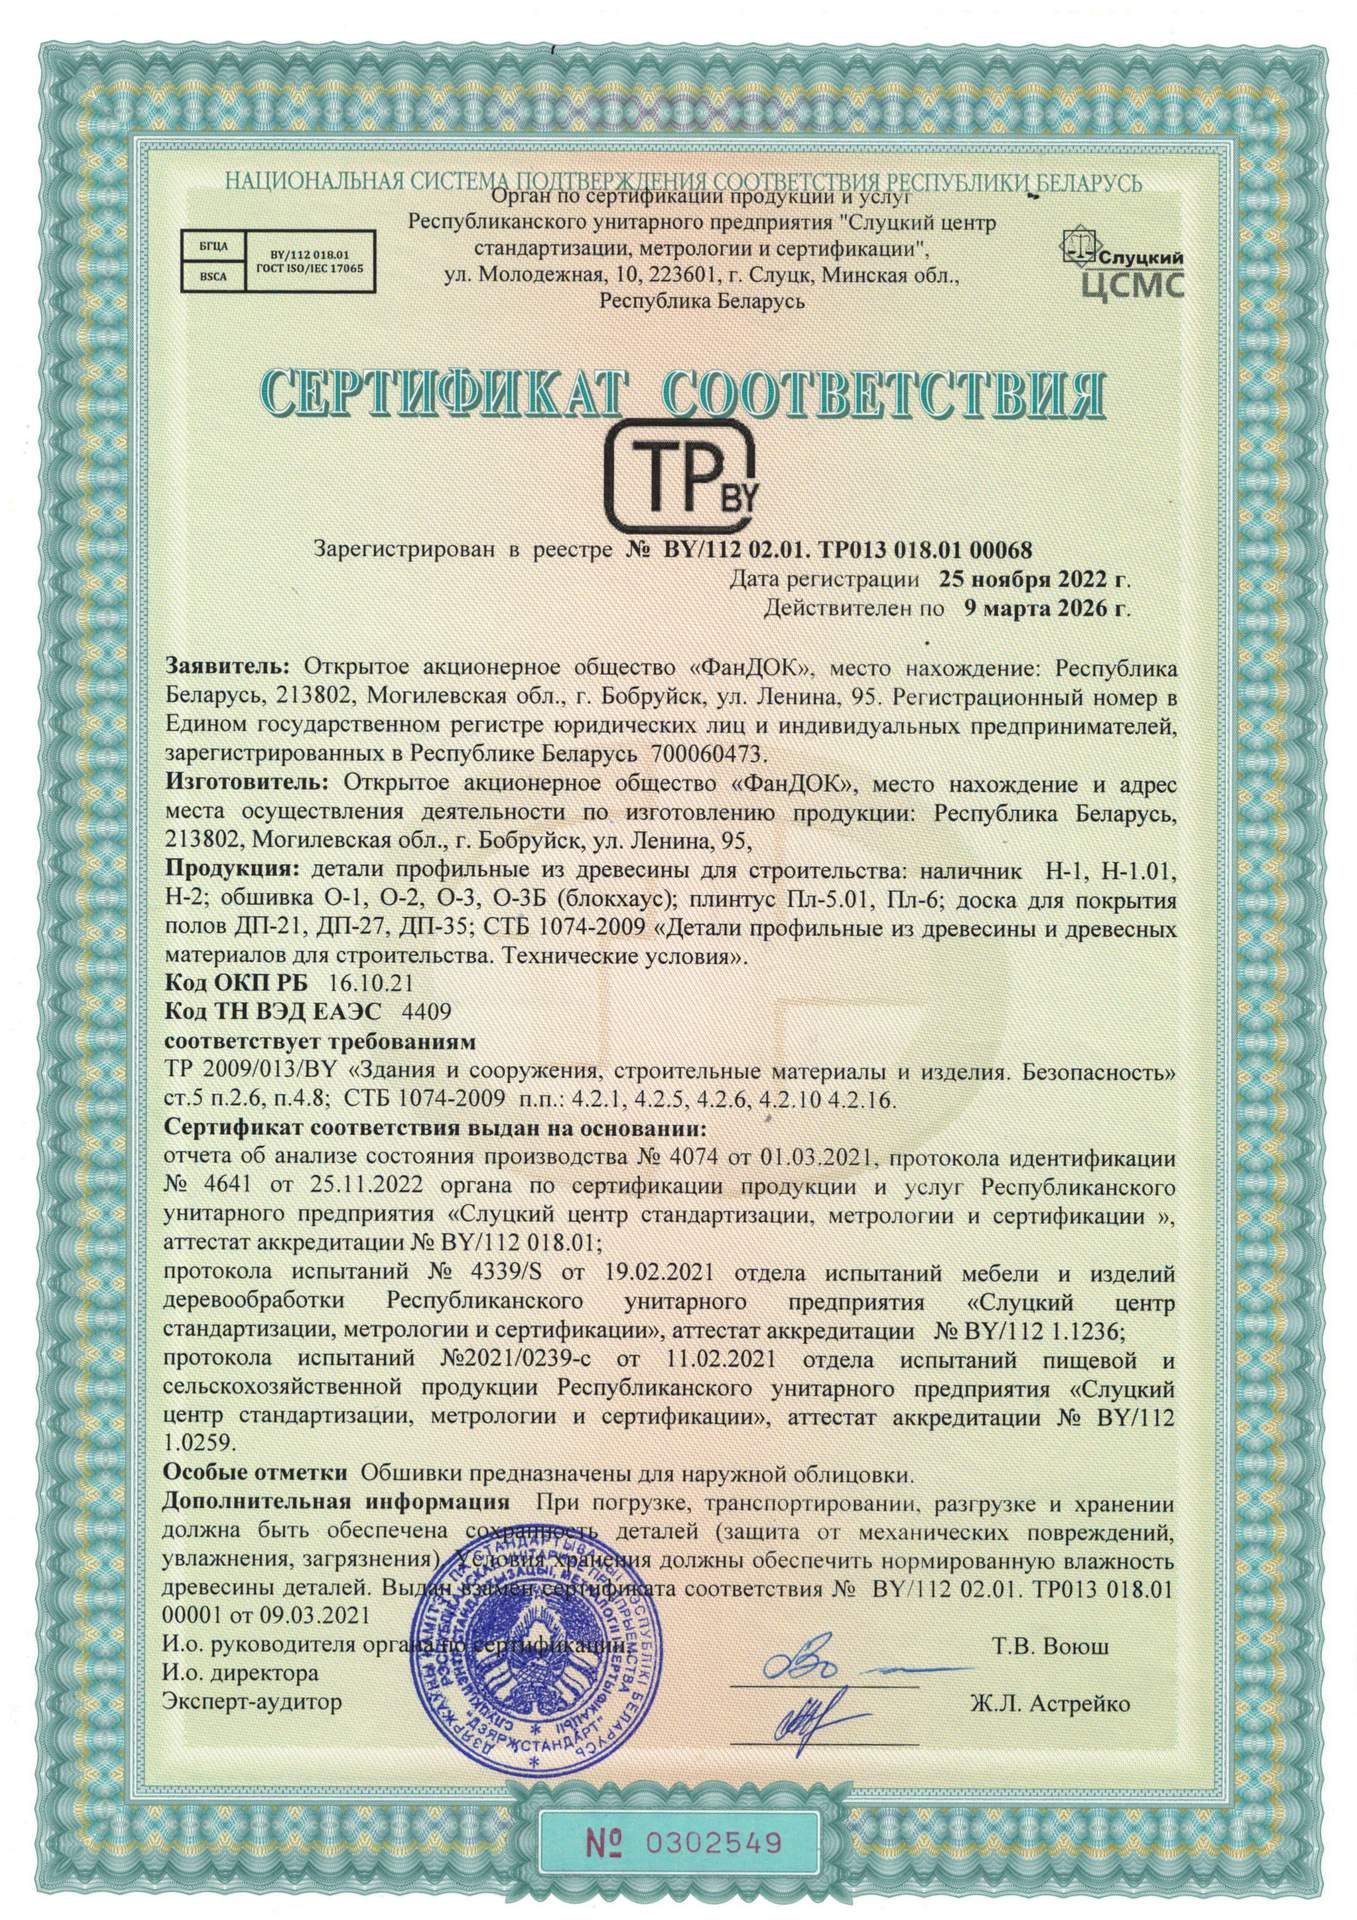 НАЦИОНАЛЬНАЯ СИСТЕМА ПОДТВЕРЖДЕНИЯ СООТВЕТСТВИЯ РЕСПУБЛИКИ БЕЛАРУСЬ
Орган по сертификации продукции и услуг
Республиканского унитарного предприятия "Слуцкий центр
стандартизации, метрологии и сертификации",
ул. Молодежная, 10, 223601, г. Слуцк, Минская обл.,
Республика Беларусь
БГЦА
BSCA
BY/112 018.01
ГОСТ ISO/IEC 17065
Слуцкий
ЦСМС
СЕРТИФИКАТ СООТВЕТСТВИЯ
ТР BY
Зарегистрирован в реестре № BY/112 02.01. ТР013 018.01 00068
Дата регистрации 25 ноября 2022 г.
Действителен по 9 марта 2026 г.
Заявитель: Открытое акционерное общество «ФанДОК», место нахождение: Республика
Беларусь, 213802, Могилевская обл., г. Бобруйск, ул. Ленина, 95. Регистрационный номер в
Едином государственном регистре юридических лиц и индивидуальных предпринимателей,
зарегистрированных в Республике Беларусь 700060473.
Изготовитель: Открытое акционерное общество «ФанДОК», место нахождение и адрес
места осуществления деятельности по изготовлению продукции: Республика Беларусь,
213802, Могилевская обл., г. Бобруйск, ул. Ленина, 95,
Продукция: детали профильные из древесины для строительства: наличник Н-1, Н-1.01,
Н-2; обшивка О-1, О-2, О-3, О-3Б (блокхаус); плинтус Пл-5.01, Пл-6; доска для покрытия
полов ДП-21, ДП-27, ДП-35; СТБ 1074-2009 «Детали профильные из древесины и древесных
материалов для строительства. Технические условия».
Код ОКП РБ 16.10.21
Код ТН ВЭД ЕАЭС 4409
соответствует требованиям
ТР 2009/013/BY «Здания и сооружения, строительные материалы и изделия. Безопасность»
ст.5 п.2.6, п.4.8; СТБ 1074-2009 п.п.: 4.2.1, 4.2.5, 4.2.6, 4.2.10 4.2.16.
Сертификат соответствия выдан на основании:
отчета об анализе состояния производства № 4074 от 01.03.2021, протокола идентификации
№ 4641 от 25.11.2022 органа по сертификации продукции и услуг Республиканского
унитарного предприятия «Слуцкий центр стандартизации, метрологии и сертификации »,
аттестат аккредитации № BY/112 018.01;
протокола испытаний № 4339/S от 19.02.2021 отдела испытаний мебели и изделий
деревообработки Республиканского унитарного предприятия «Слуцкий центр
стандартизации, метрологии и сертификации», аттестат аккредитации № BY/112 1.1236;
протокола испытаний №2021/0239-с от 11.02.2021 отдела испытаний пищевой и
сельскохозяйственной продукции Республиканского унитарного предприятия «Слуцкий
центр стандартизации, метрологии и сертификации», аттестат аккредитации № BY/112
1.0259.
Особые отметки Обшивки предназначены для наружной облицовки.
Дополнительная информация При погрузке, транспортировании, разгрузке и хранении
должна быть обеспечена сохранность деталей (защита от механических повреждений,
увлажнения, загрязнения). Условия хранения должны обеспечить нормированную влажность
древесины деталей. Выдан взамен сертификата соответствия № BY/112 02.01. ТР013 018.01
00001 от 09.03.2021
И.о. руководителя органа по сертификации,
И.о. директора
Т.В. Воюш
Эксперт-аудитор
Ж.Л. Астрейко
"ДЗЯРЖСТАНДАРТ"
№ 0302549